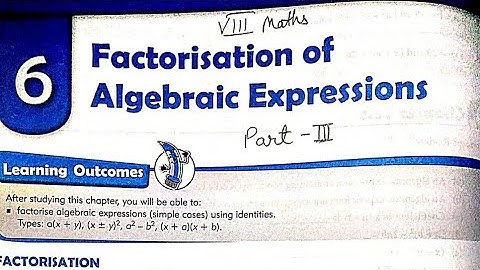 VIII Maths
6
Factorisation of
Algebraic Expressions
Part - III
Learning Outcomes
After studying this chapter, you will be able to:
▪ factorise algebraic expressions (simple cases) using identities.
Types: a(x + y), (x ± y)², a² – b², (x + a)(x + b).
FACTORISATION